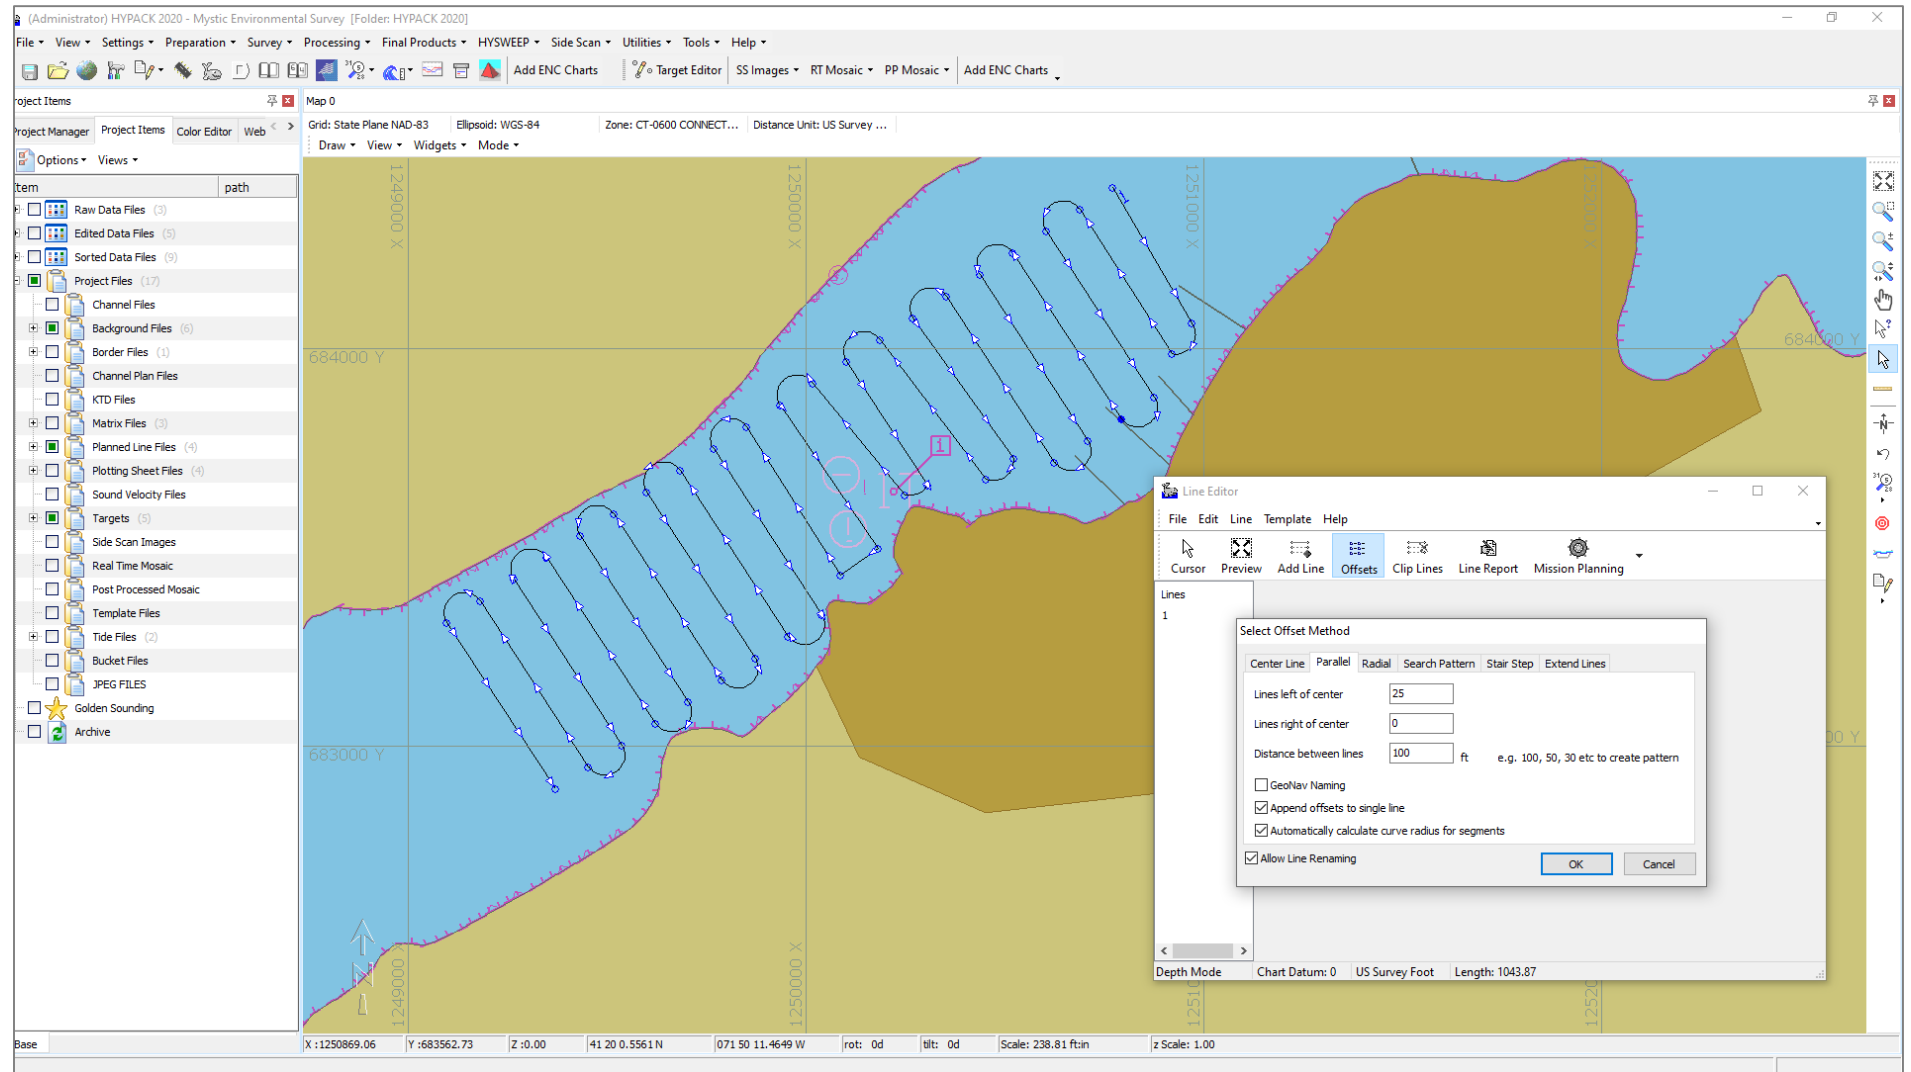 (Administrator) HYPACK 2020 - Mystic Environmental Survey [Folder: HYPACK 2020]
File View Settings Preparation Survey Processing Final Products HYSWEEP Side Scan Utilities Tools Help
Add ENC Charts Target Editor SS Images RT Mosaic PP Mosaic Add ENC Charts
roject Items
Map 0
roject Manager Project Items Color Editor Web
Grid: State Plane NAD-83 Ellipsoid: WGS-84 Zone: CT-0600 CONNECT... Distance Unit: US Survey ...
Draw View Widgets Mode
Options Views
tem path
Raw Data Files (3)
Edited Data Files (5)
Sorted Data Files (9)
Project Files (17)
Channel Files
Background Files (6)
Border Files (1)
Channel Plan Files
KTD Files
Matrix Files (3)
Planned Line Files (4)
Plotting Sheet Files (4)
Sound Velocity Files
Targets (5)
Side Scan Images
Real Time Mosaic
Post Processed Mosaic
Template Files
Tide Files (2)
Bucket Files
JPEG FILES
Golden Sounding
Archive
Base
1249000 X
1250000 X
1251000 X
1252000 X
684000 Y
684000 Y
1
1
683000 Y
00 Y
1249000 X
1250000 X
1251
1252
N
Line Editor
File Edit Line Template Help
Cursor Preview Add Line Offsets Clip Lines Line Report Mission Planning
Lines
1
Select Offset Method
Center Line Parallel Radial Search Pattern Stair Step Extend Lines
Lines left of center 25
Lines right of center 0
Distance between lines 100 ft e.g. 100, 50, 30 etc to create pattern
GeoNav Naming
Append offsets to single line
Automatically calculate curve radius for segments
Allow Line Renaming
OK Cancel
Depth Mode Chart Datum: 0 US Survey Foot Length: 1043.87
X :1250869.06 Y :683562.73 Z :0.00 41 20 0.5561 N 071 50 11.4649 W rot: 0d tilt: 0d Scale: 238.81 ft:in z Scale: 1.00